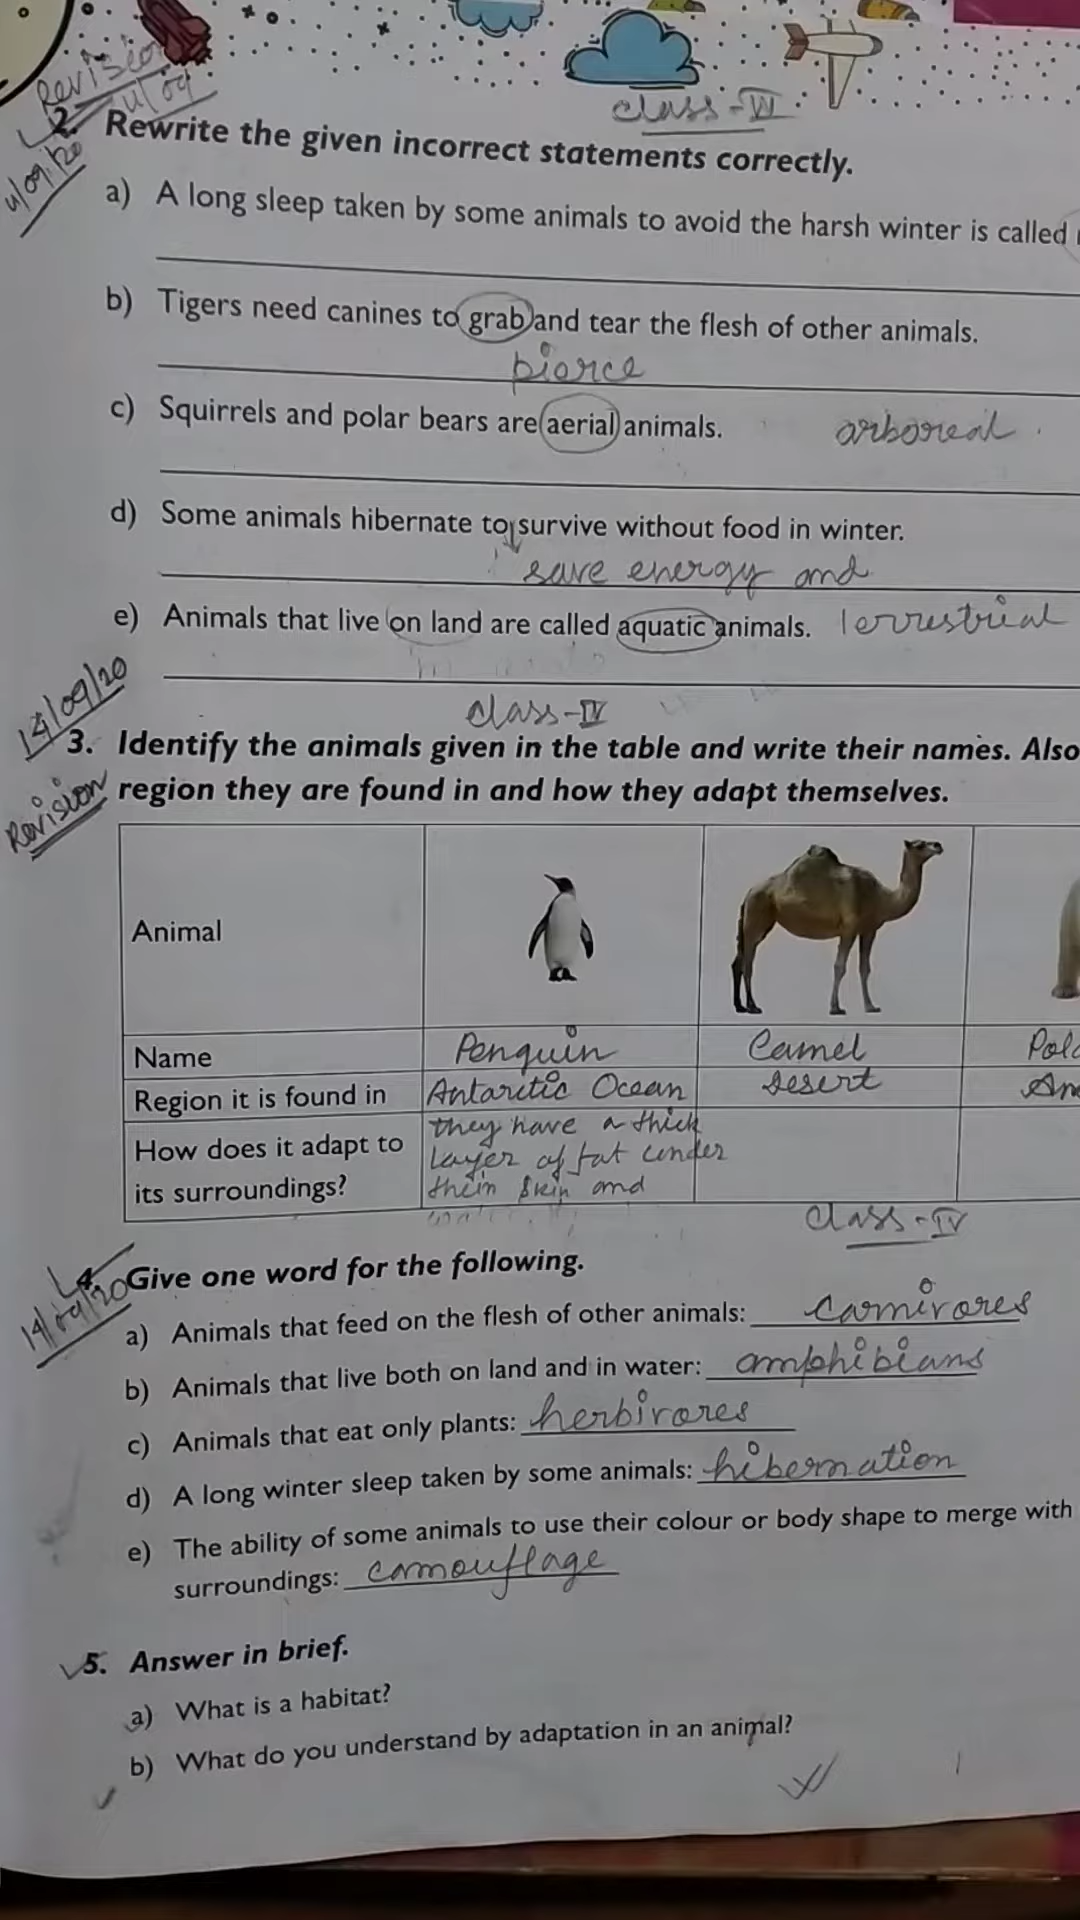 Revision
14/09
class-IV
14/09/20
2. Rewrite the given incorrect statements correctly.
a) A long sleep taken by some animals to avoid the harsh winter is called
b) Tigers need canines to grab and tear the flesh of other animals.
pierce
c) Squirrels and polar bears are aerial animals. arboreal
d) Some animals hibernate to survive without food in winter.
save energy and
e) Animals that live on land are called aquatic animals. Terrestrial
14/09/20
class-IV
3. Identify the animals given in the table and write their names. Also
Revision
region they are found in and how they adapt themselves.
Animal
Name Penguin Camel
Region it is found in Antarctic Ocean Desert
How does it adapt to its surroundings? they have a thick layer of fat under their skin and
class-IV
4. Give one word for the following.
14/09/20
a) Animals that feed on the flesh of other animals: carnivores
b) Animals that live both on land and in water: amphibians
c) Animals that eat only plants: herbivores
d) A long winter sleep taken by some animals: hibernation
e) The ability of some animals to use their colour or body shape to merge with
surroundings: camouflage
5. Answer in brief.
a) What is a habitat?
b) What do you understand by adaptation in an animal?